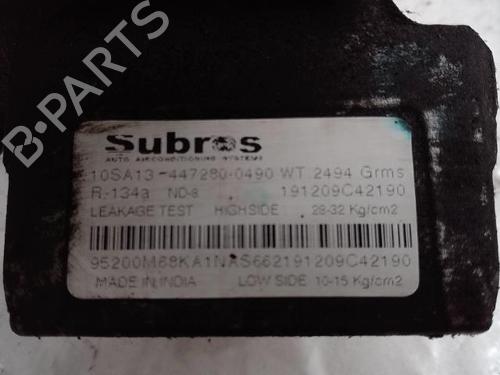 Subros
AUTO AIRCONDITIONING SYSTEMS
10SA13-447280-0490 WT. 2494 Grms
R-134a ND-8 191209C42190
LEAKAGE TEST HIGHSIDE 28-32 Kg/cm2
95200M68KA1NAS662191209C42190
MADE IN INDIA LOW SIDE 10-15 Kg/cm2
B-PARTS